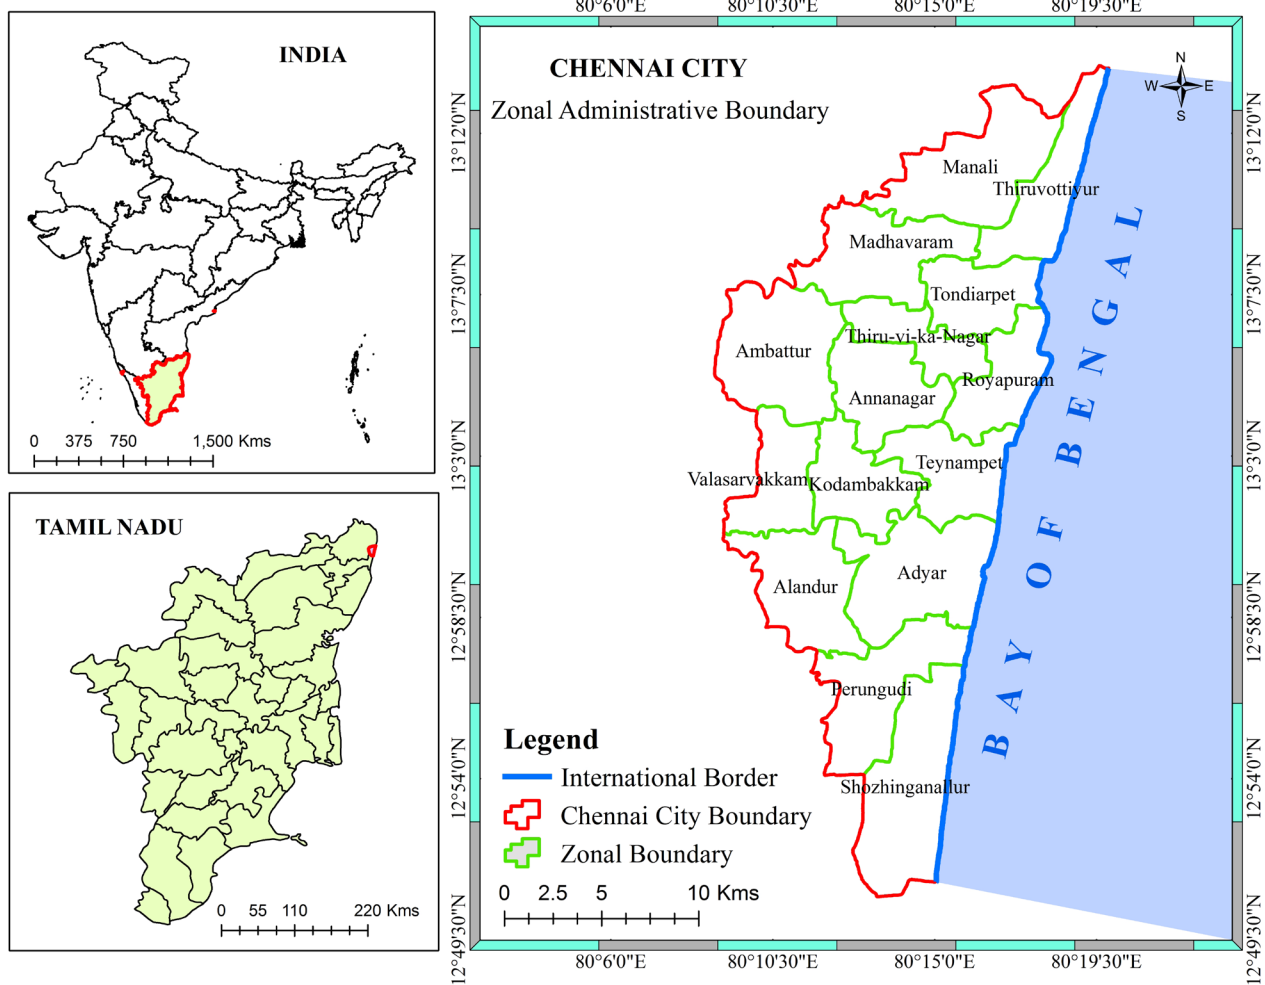 INDIA
0 375 750 1,500 Kms
TAMIL NADU
0 55 110 220 Kms
80°6'0"E 80°10'30"E 80°15'0"E 80°19'30"E
CHENNAI CITY
Zonal Administrative Boundary
N
W E
S
13°12'0"N
13°7'30"N
13°3'0"N
12°58'30"N
12°54'0"N
12°49'30"N
Manali
Thiruvottiyur
Madhavaram
Tondiarpet
Thiru-vi-ka-Nagar
Ambattur
Royapuram
Annanagar
Teynampet
Valasarvakkam
Kodambakkam
Adyar
Alandur
Perungudi
Shozhinganallur
BAY OF BENGAL
Legend
International Border
Chennai City Boundary
Zonal Boundary
0 2.5 5 10 Kms
13°12'0"N
13°7'30"N
13°3'0"N
12°58'30"N
12°54'0"N
12°49'30"N
80°6'0"E 80°10'30"E 80°15'0"E 80°19'30"E